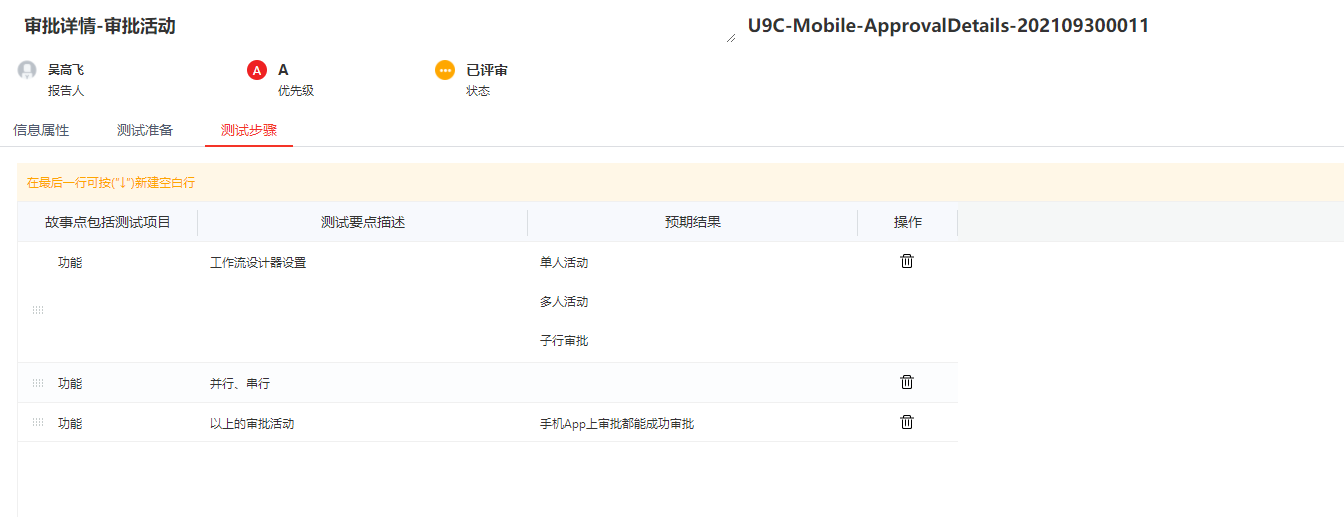 审批详情-审批活动
U9C-Mobile-ApprovalDetails-202109300011
吴高飞
报告人
A
A
优先级
已评审
状态
信息属性
测试准备
测试步骤
在最后一行可按("↓")新建空白行
故事点包括测试项目
测试要点描述
预期结果
操作
功能
工作流设计器设置
单人活动
多人活动
子行审批
功能
并行、串行
功能
以上的审批活动
手机App上审批都能成功审批